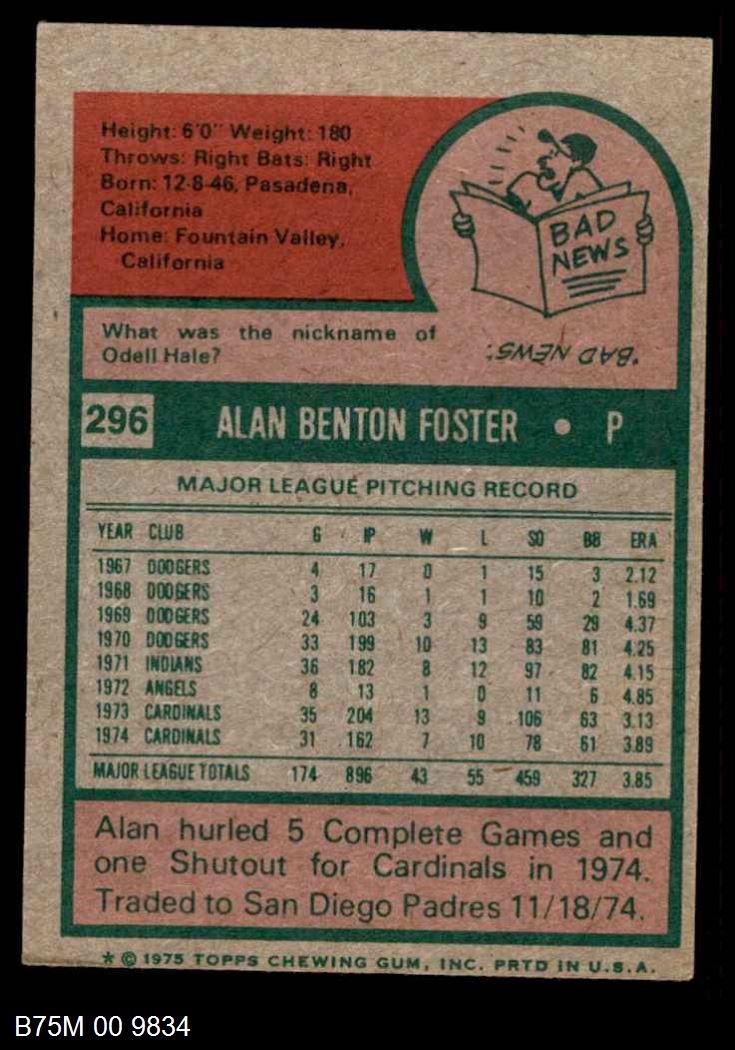 Height: 6'0" Weight: 180
Throws: Right Bats: Right
Born: 12-8-46, Pasadena,
California
Home: Fountain Valley,
California
BAD
NEWS
What was the nickname of
Odell Hale?
"BAD NEWS."
296 ALAN BENTON FOSTER • P
MAJOR LEAGUE PITCHING RECORD
YEAR CLUB G IP W L SO BB ERA
1967 DODGERS 4 17 0 1 15 3 2.12
1968 DODGERS 3 16 1 1 10 2 1.69
1969 DODGERS 24 103 3 9 59 29 4.37
1970 DODGERS 33 199 10 13 83 81 4.25
1971 INDIANS 36 182 8 12 97 82 4.15
1972 ANGELS 8 13 1 0 11 6 4.85
1973 CARDINALS 35 204 13 9 106 63 3.13
1974 CARDINALS 31 162 7 10 78 61 3.89
MAJOR LEAGUE TOTALS 174 896 43 55 459 327 3.85
Alan hurled 5 Complete Games and
one Shutout for Cardinals in 1974.
Traded to San Diego Padres 11/18/74.
* © 1975 TOPPS CHEWING GUM, INC. PRTD IN U.S.A.
B75M 00 9834